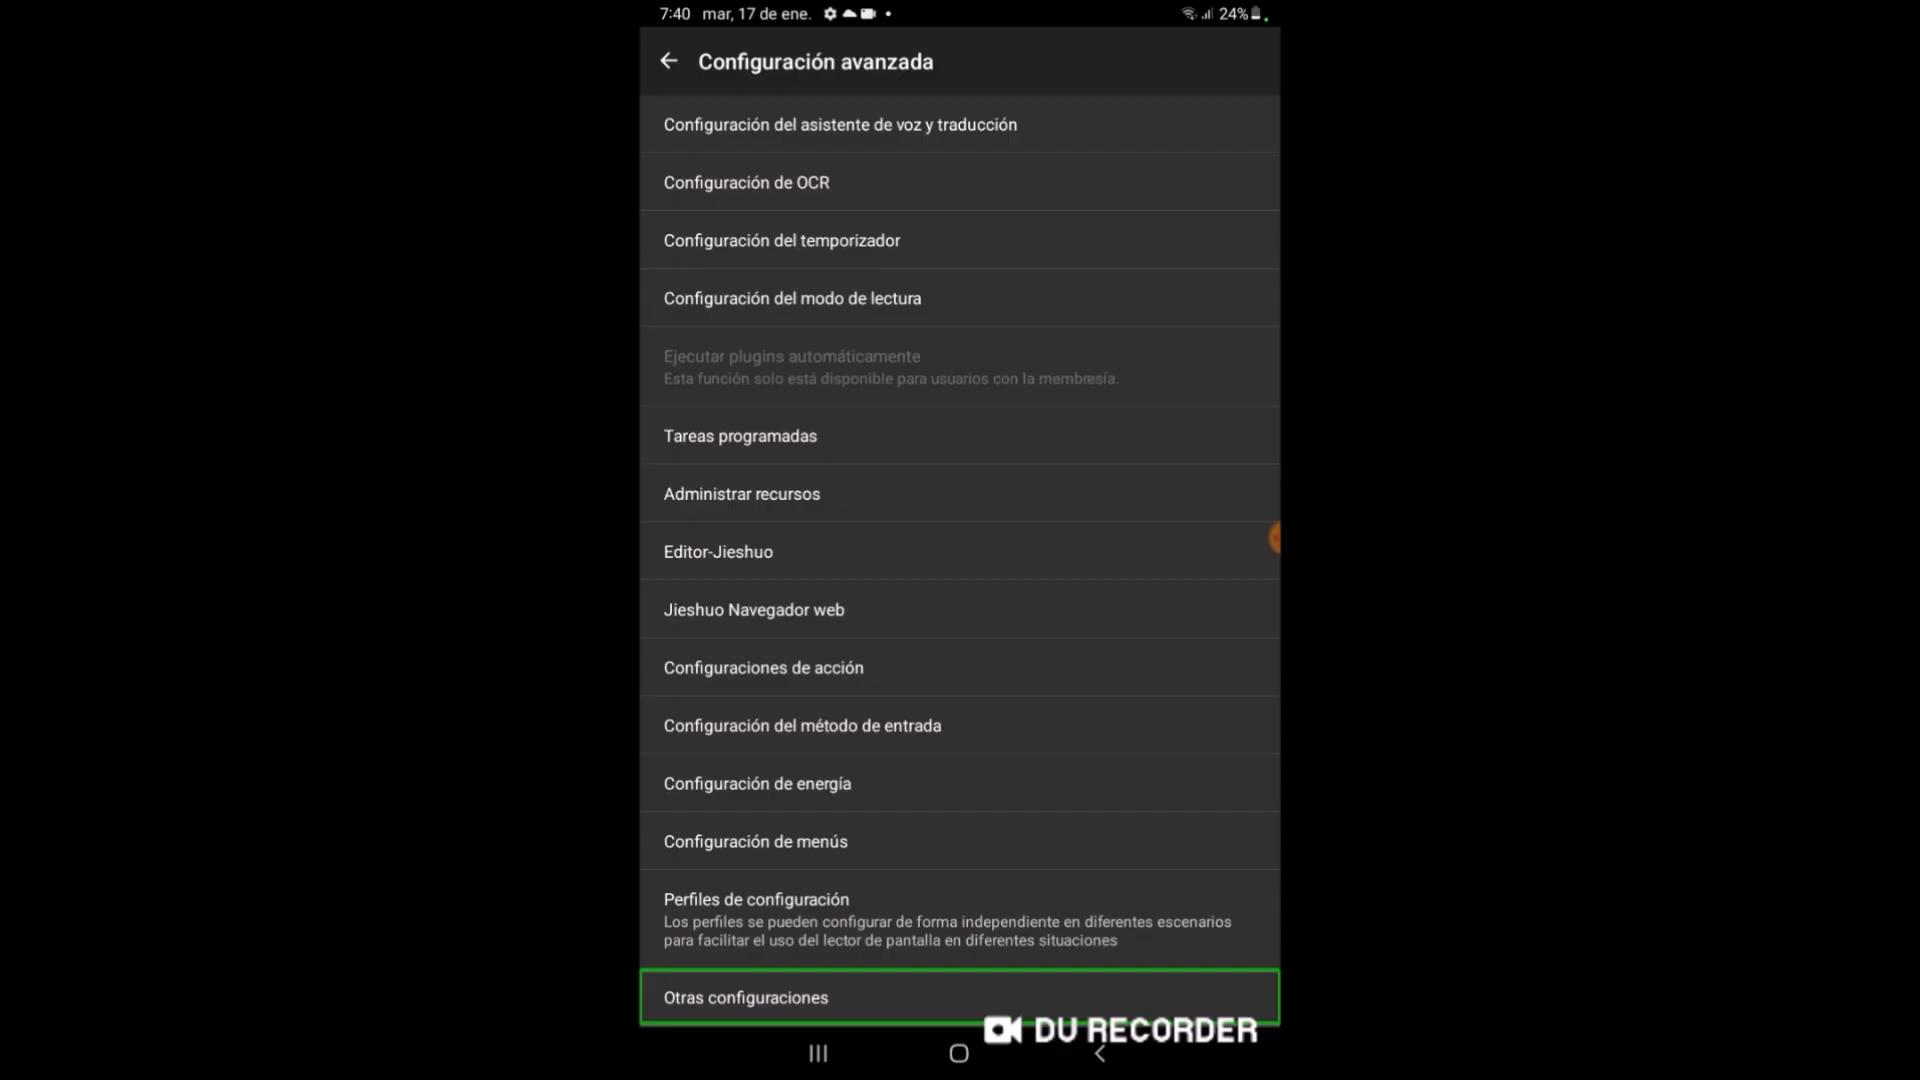 7:40 mar, 17 de ene. 24%
Configuración avanzada
Configuración del asistente de voz y traducción
Configuración de OCR
Configuración del temporizador
Configuración del modo de lectura
Ejecutar plugins automáticamente
Esta función solo está disponible para usuarios con la membresía.
Tareas programadas
Administrar recursos
Editor-Jieshuo
Jieshuo Navegador web
Configuraciones de acción
Configuración del método de entrada
Configuración de energía
Configuración de menús
Perfiles de configuración
Los perfiles se pueden configurar de forma independiente en diferentes escenarios
para facilitar el uso del lector de pantalla en diferentes situaciones
Otras configuraciones
DU RECORDER